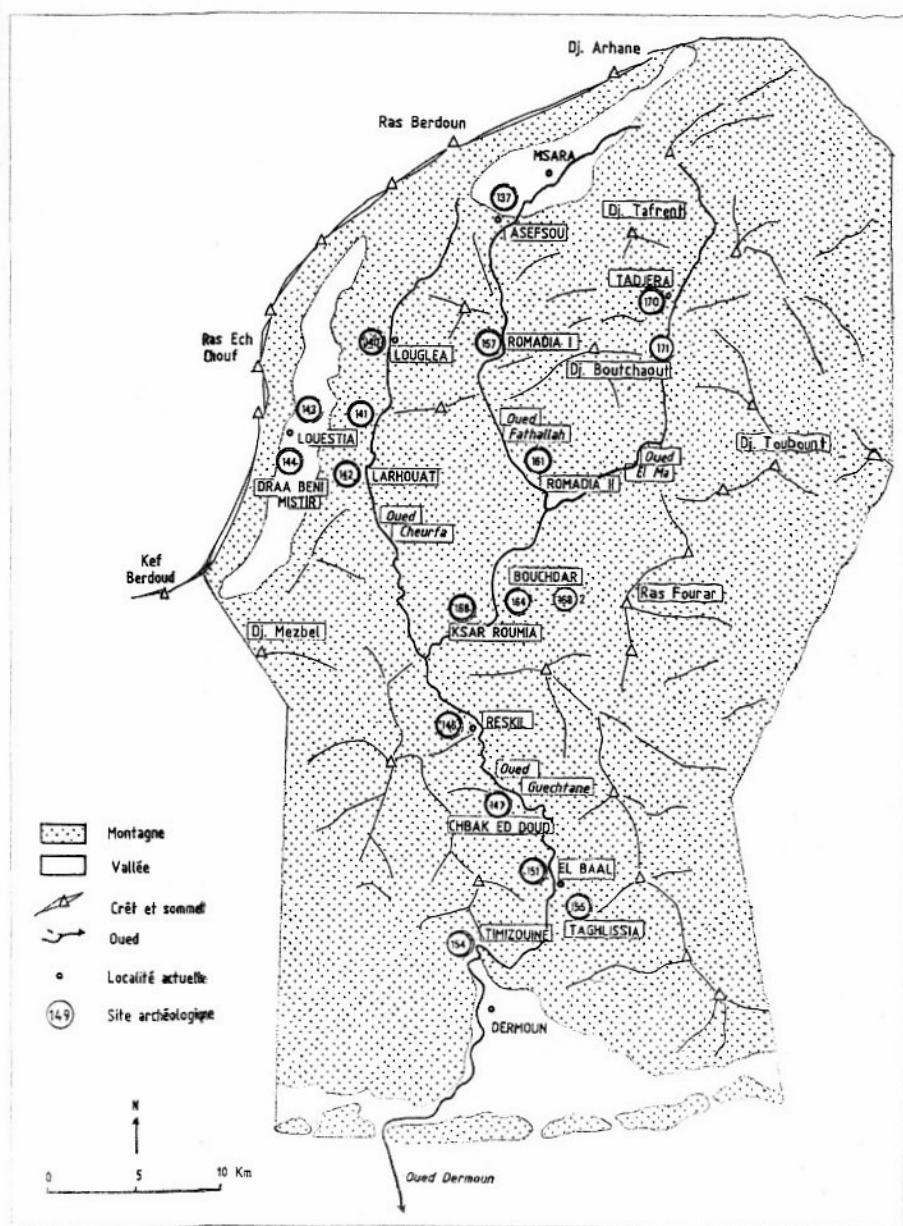 Dj. Arhane
Ras Berdoun
MSARA
137
ASEFSOU
Dj. Tafrent
TADJERA
170
Ras Ech
Chouf
LOUGLEA
ROMADIA I
171
Dj. Boutchaout
143
141
LOUESTIA
Oued
Fathallah
Dj. Toubount
144
142
LARHOUAT
161
Oued
El Ma
DRAA BENI
MISTIR
ROMADIA II
Oued
Cheurfa
Kef
Berdoud
BOUCHDAR
164
168
2
Ras Fourar
KSAR ROUMIA
Dj. Mezbel
RESKIL
Oued
Guechtane
147
CHBAK ED DOUD
151
EL BAAL
TAGHLISSIA
TIMIZOUINE
154
DERMOUN
Montagne
Vallée
Crêt et sommet
Oued
Localité actuelle
149
Site archéologique
N
0 5 10 Km
Oued Dermoun